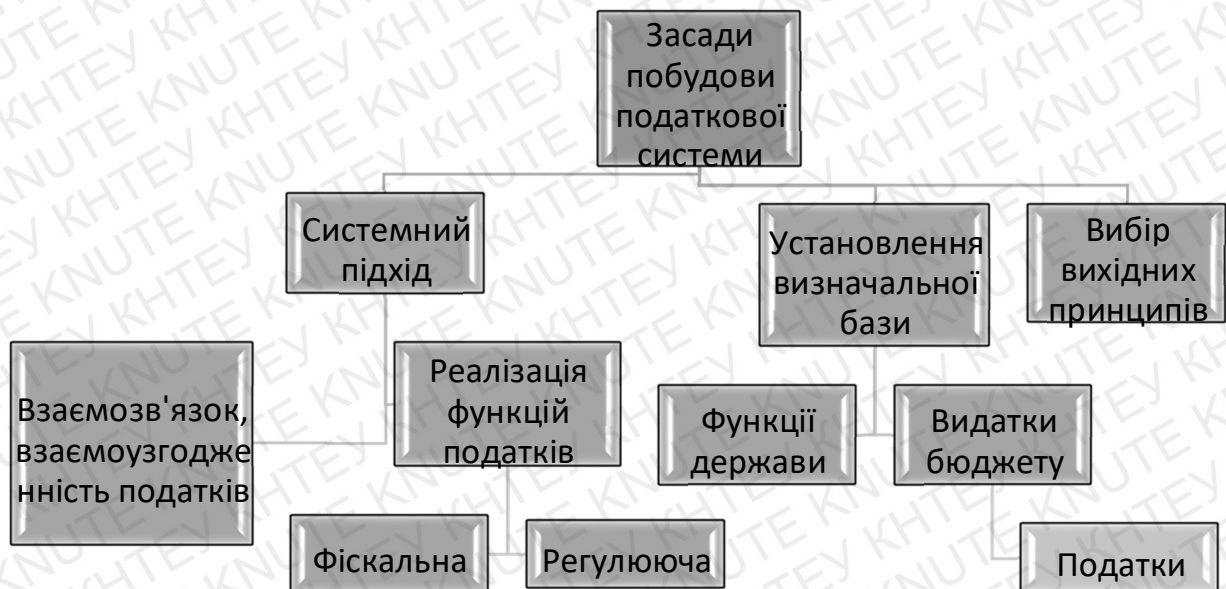 Засади
побудови
податкової
системи
Системний
підхід
Установлення
визначальної
бази
Вибір
вихідних
принципів
Взаємозв'язок,
взаємоузгодже
нність податків
Реалізація
функцій
податків
Функції
держави
Видатки
бюджету
Фіскальна
Регулююча
Податки